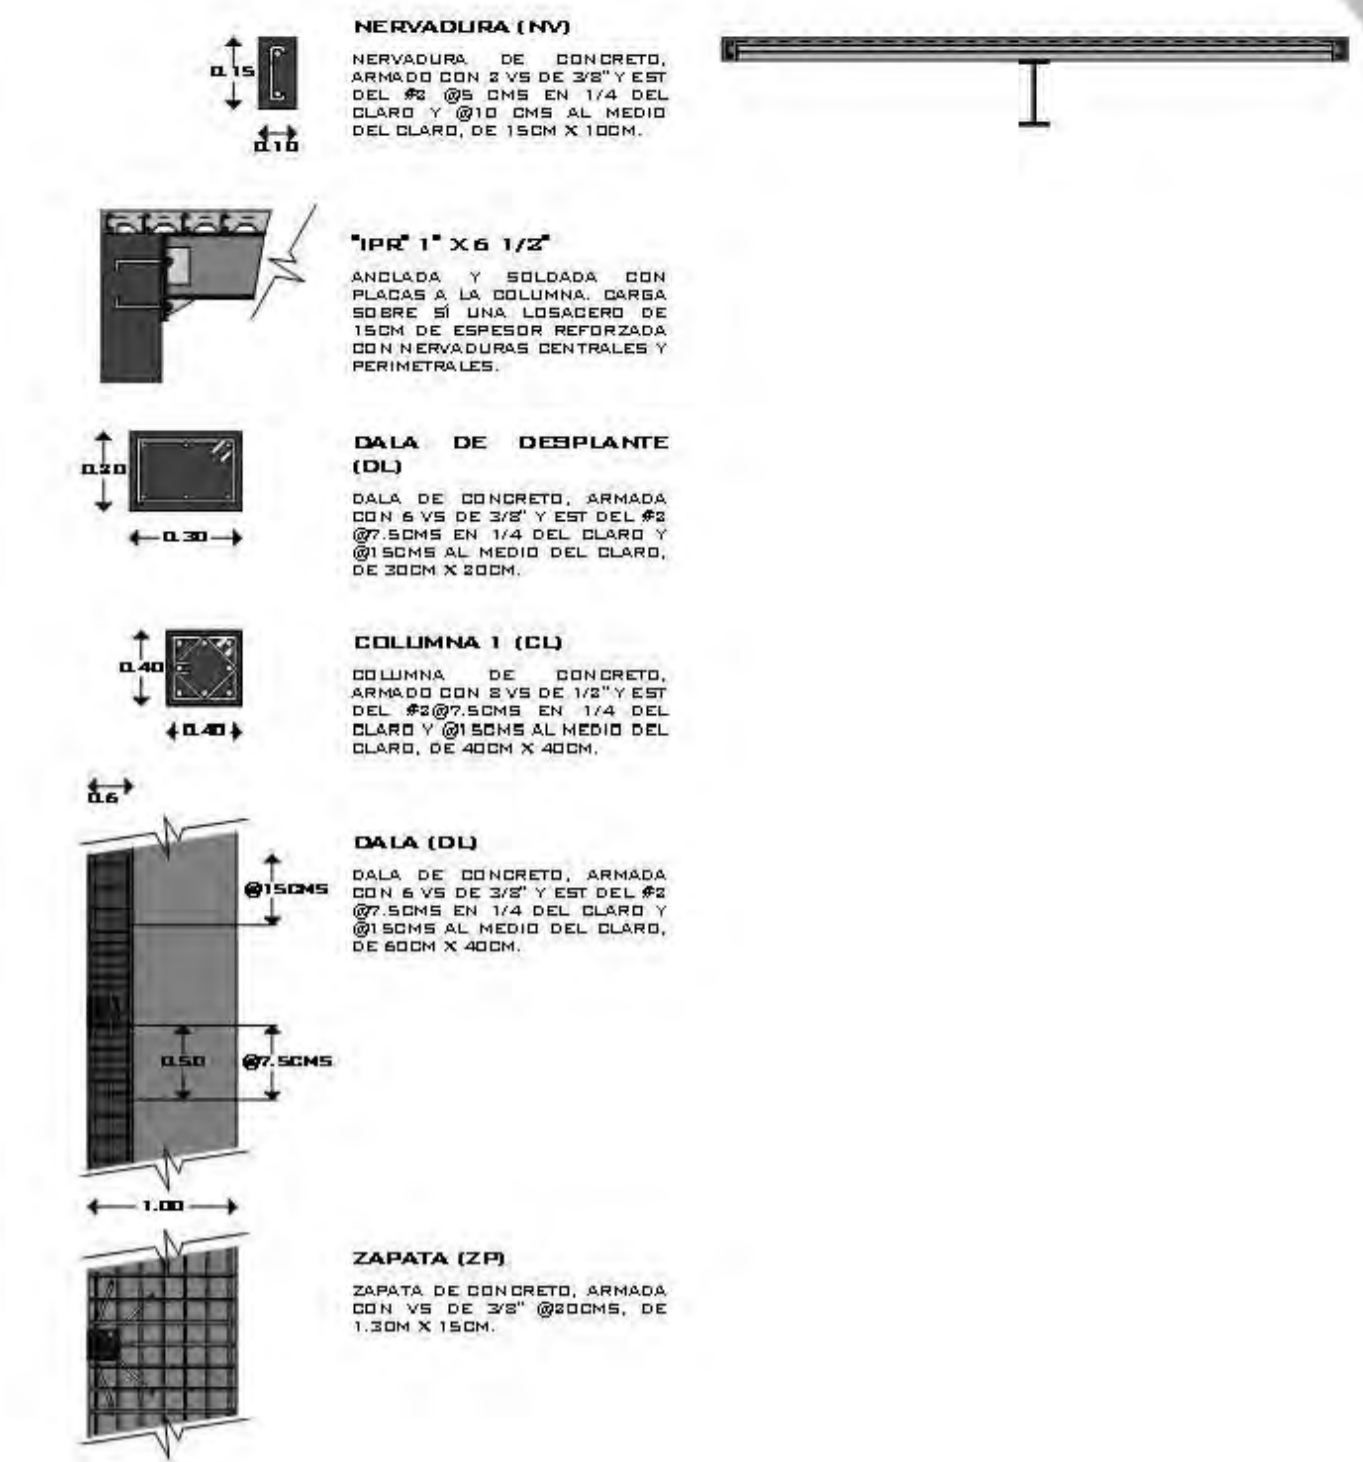 NERVADURA (NV)
NERVADURA DE CONCRETO,
ARMADO CON 2 VS DE 3/8" Y EST
DEL #2 @5 CMS EN 1/4 DEL
CLARO Y @10 CMS AL MEDIO
DEL CLARO, DE 15CM X 10CM.
0.15
0.10
"IPR" 1" X 6 1/2"
ANCLADA Y SOLDADA CON
PLACAS A LA COLUMNA. CARGA
SOBRE SÍ UNA LOSACERO DE
15CM DE ESPESOR REFORZADA
CON NERVADURAS CENTRALES Y
PERIMETRALES.
DALA DE DESPLANTE
(DL)
DALA DE CONCRETO, ARMADA
CON 6 VS DE 3/8" Y EST DEL #2
@7.5CMS EN 1/4 DEL CLARO Y
@15CMS AL MEDIO DEL CLARO,
DE 30CM X 20CM.
0.20
0.30
COLUMNA 1 (CL)
COLUMNA DE CONCRETO,
ARMADO CON 8 VS DE 1/2" Y EST
DEL #2@7.5CMS EN 1/4 DEL
CLARO Y @15CMS AL MEDIO DEL
CLARO, DE 40CM X 40CM.
0.40
0.40
0.6
DALA (DL)
DALA DE CONCRETO, ARMADA
CON 6 VS DE 3/8" Y EST DEL #2
@7.5CMS EN 1/4 DEL CLARO Y
@15CMS AL MEDIO DEL CLARO,
DE 60CM X 40CM.
@15CMS
0.50
@7.5CMS
1.00
ZAPATA (ZP)
ZAPATA DE CONCRETO, ARMADA
CON VS DE 3/8" @20CMS, DE
1.30M X 15CM.